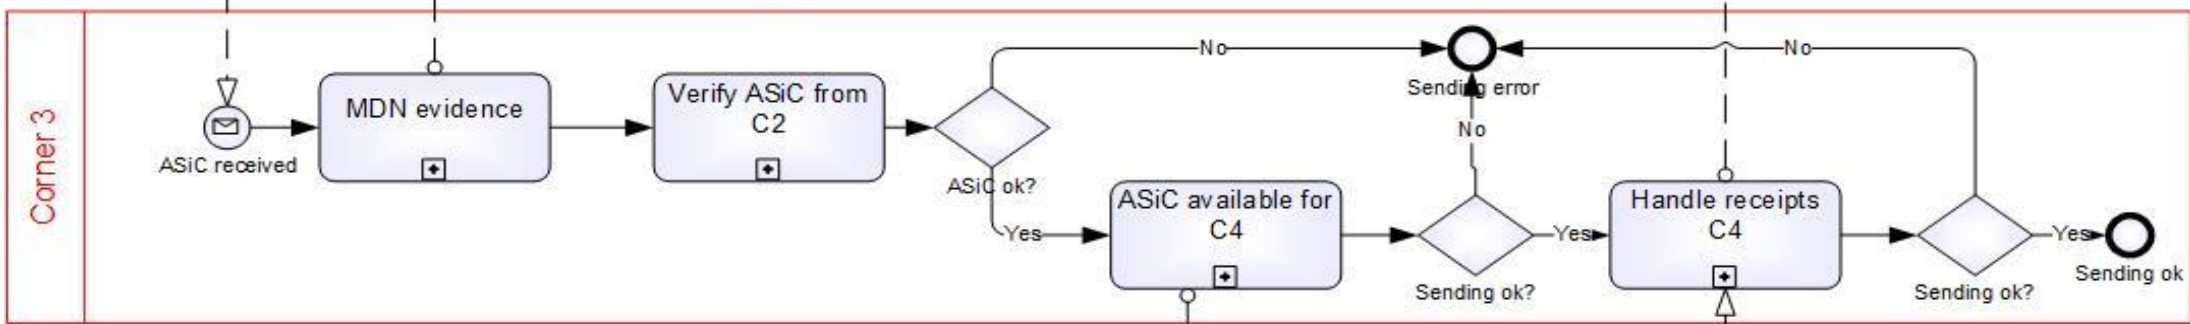 Corner 3
ASiC received
MDN evidence
Verify ASiC from
C2
ASiC ok?
No
Yes
ASiC available for
C4
Sending error
No
Sending ok?
Yes
Handle receipts
C4
No
Sending ok?
Yes
Sending ok